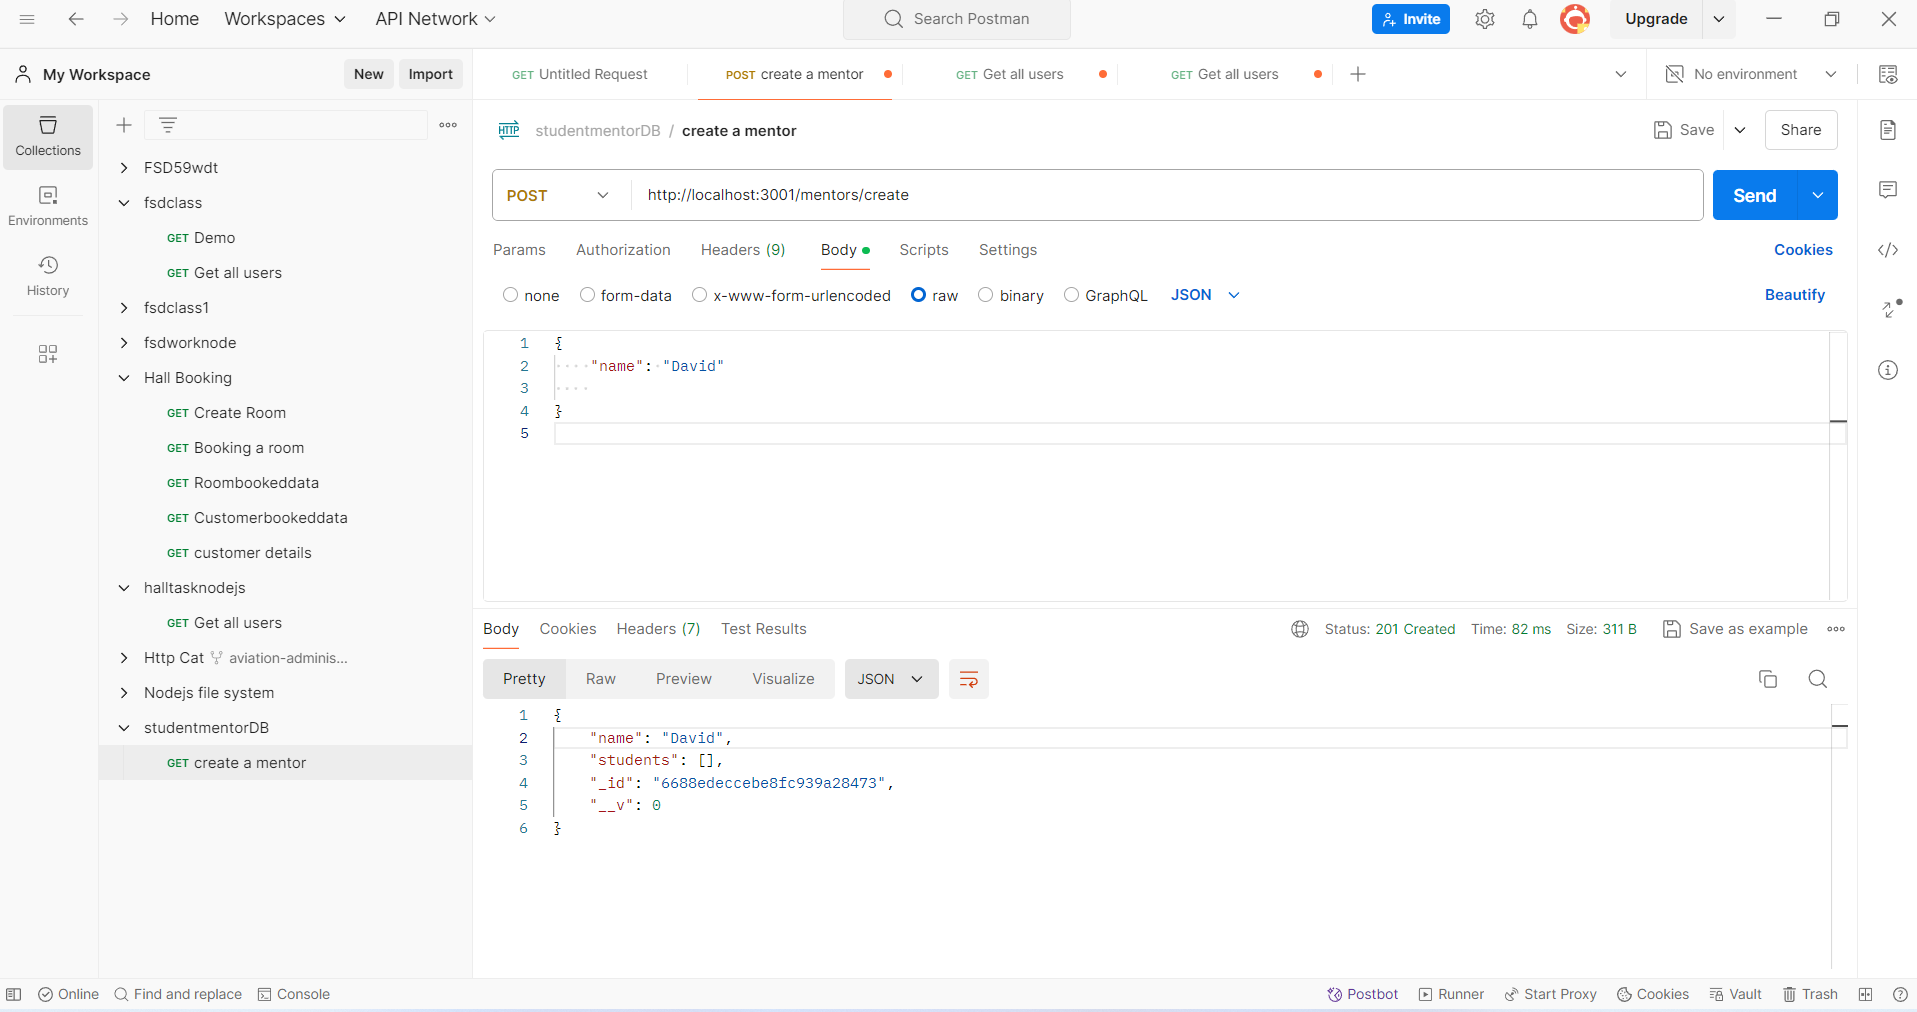 Home Workspaces API Network Search Postman Invite Upgrade
My Workspace New Import
GET Untitled Request POST create a mentor GET Get all users GET Get all users No environment
Collections
Environments
History
FSD59wdt
fsdclass
GET Demo
GET Get all users
fsdclass1
fsdworknode
Hall Booking
GET Create Room
GET Booking a room
GET Roombookeddata
GET Customerbookeddata
GET customer details
halltasknodejs
GET Get all users
Http Cat aviation-adminis...
Nodejs file system
studentmentorDB
GET create a mentor
HTTP studentmentorDB / create a mentor Save Share
POST http://localhost:3001/mentors/create Send
Params Authorization Headers (9) Body Scripts Settings Cookies
none form-data x-www-form-urlencoded raw binary GraphQL JSON Beautify
1 {
2 "name": "David"
3
4 }
5
Body Cookies Headers (7) Test Results Status: 201 Created Time: 82 ms Size: 311 B Save as example
Pretty Raw Preview Visualize JSON
1 {
2 "name": "David",
3 "students": [],
4 "_id": "6688edeccebe8fc939a28473",
5 "__v": 0
6 }
Online Find and replace Console Postbot Runner Start Proxy Cookies Vault Trash